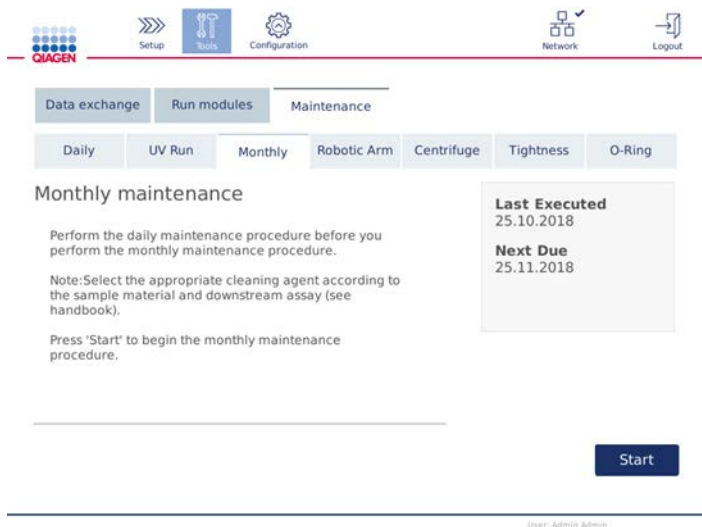 QIAGEN
Setup
Tools
Configuration
Network
Logout
Data exchange
Run modules
Maintenance
Daily
UV Run
Monthly
Robotic Arm
Centrifuge
Tightness
O-Ring
Monthly maintenance
Perform the daily maintenance procedure before you
perform the monthly maintenance procedure.
Note:Select the appropriate cleaning agent according to
the sample material and downstream assay (see
handbook).
Press 'Start' to begin the monthly maintenance
procedure.
Last Executed
25.10.2018
Next Due
25.11.2018
Start
User: Admin Admin